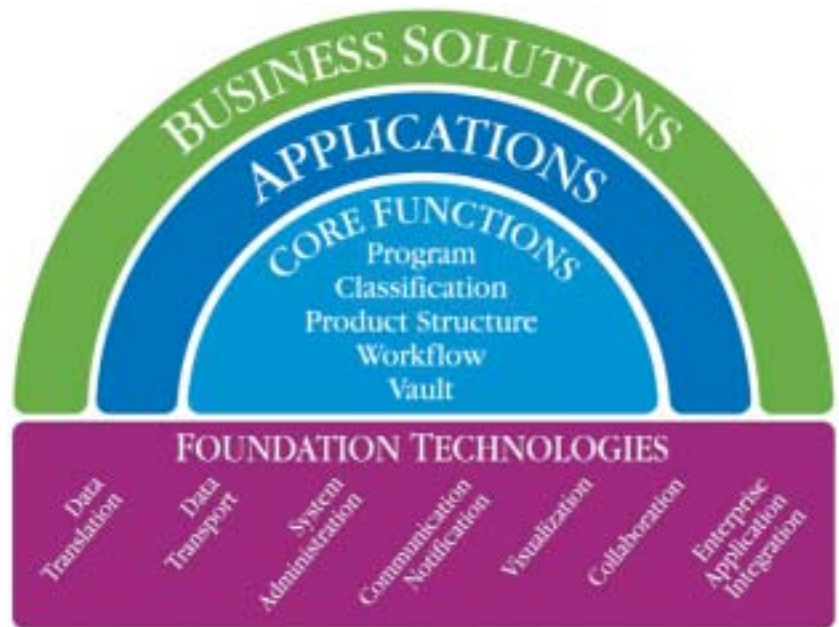 BUSINESS SOLUTIONS
APPLICATIONS
CORE FUNCTIONS
Program
Classification
Product Structure
Workflow
Vault
FOUNDATION TECHNOLOGIES
Data
Translation
Data
Transport
System
Administration
Communication
Notification
Visualization
Collaboration
Enterprise
Application
Integration